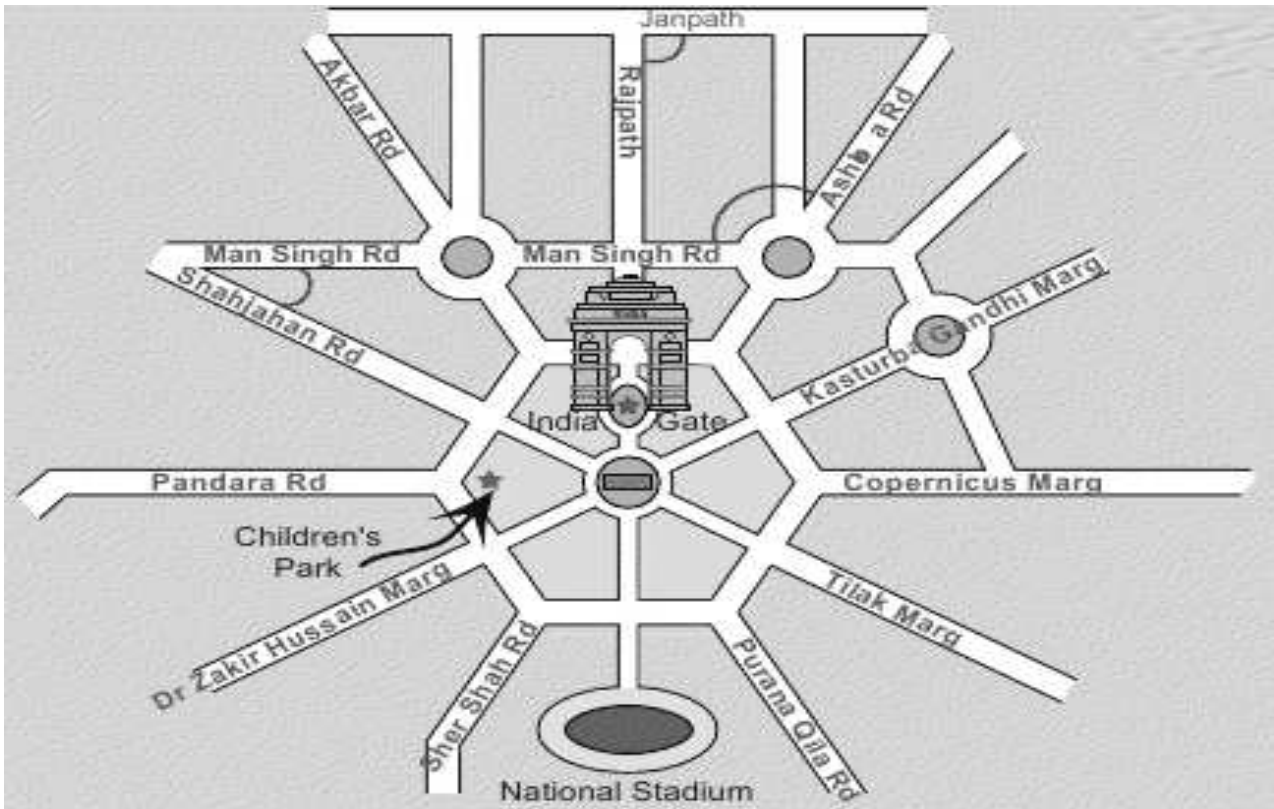 Janpath
Akbar Rd
Rajpath
Man Singh Rd
Man Singh Rd
Shahjahan Rd
Kasturba Gandhi Marg
India Gate
Pandara Rd
Copernicus Marg
Children's
Park
Dr Zakir Hussain Marg
Tilak Marg
Sher Shah Rd
Purana Qila Rd
National Stadium